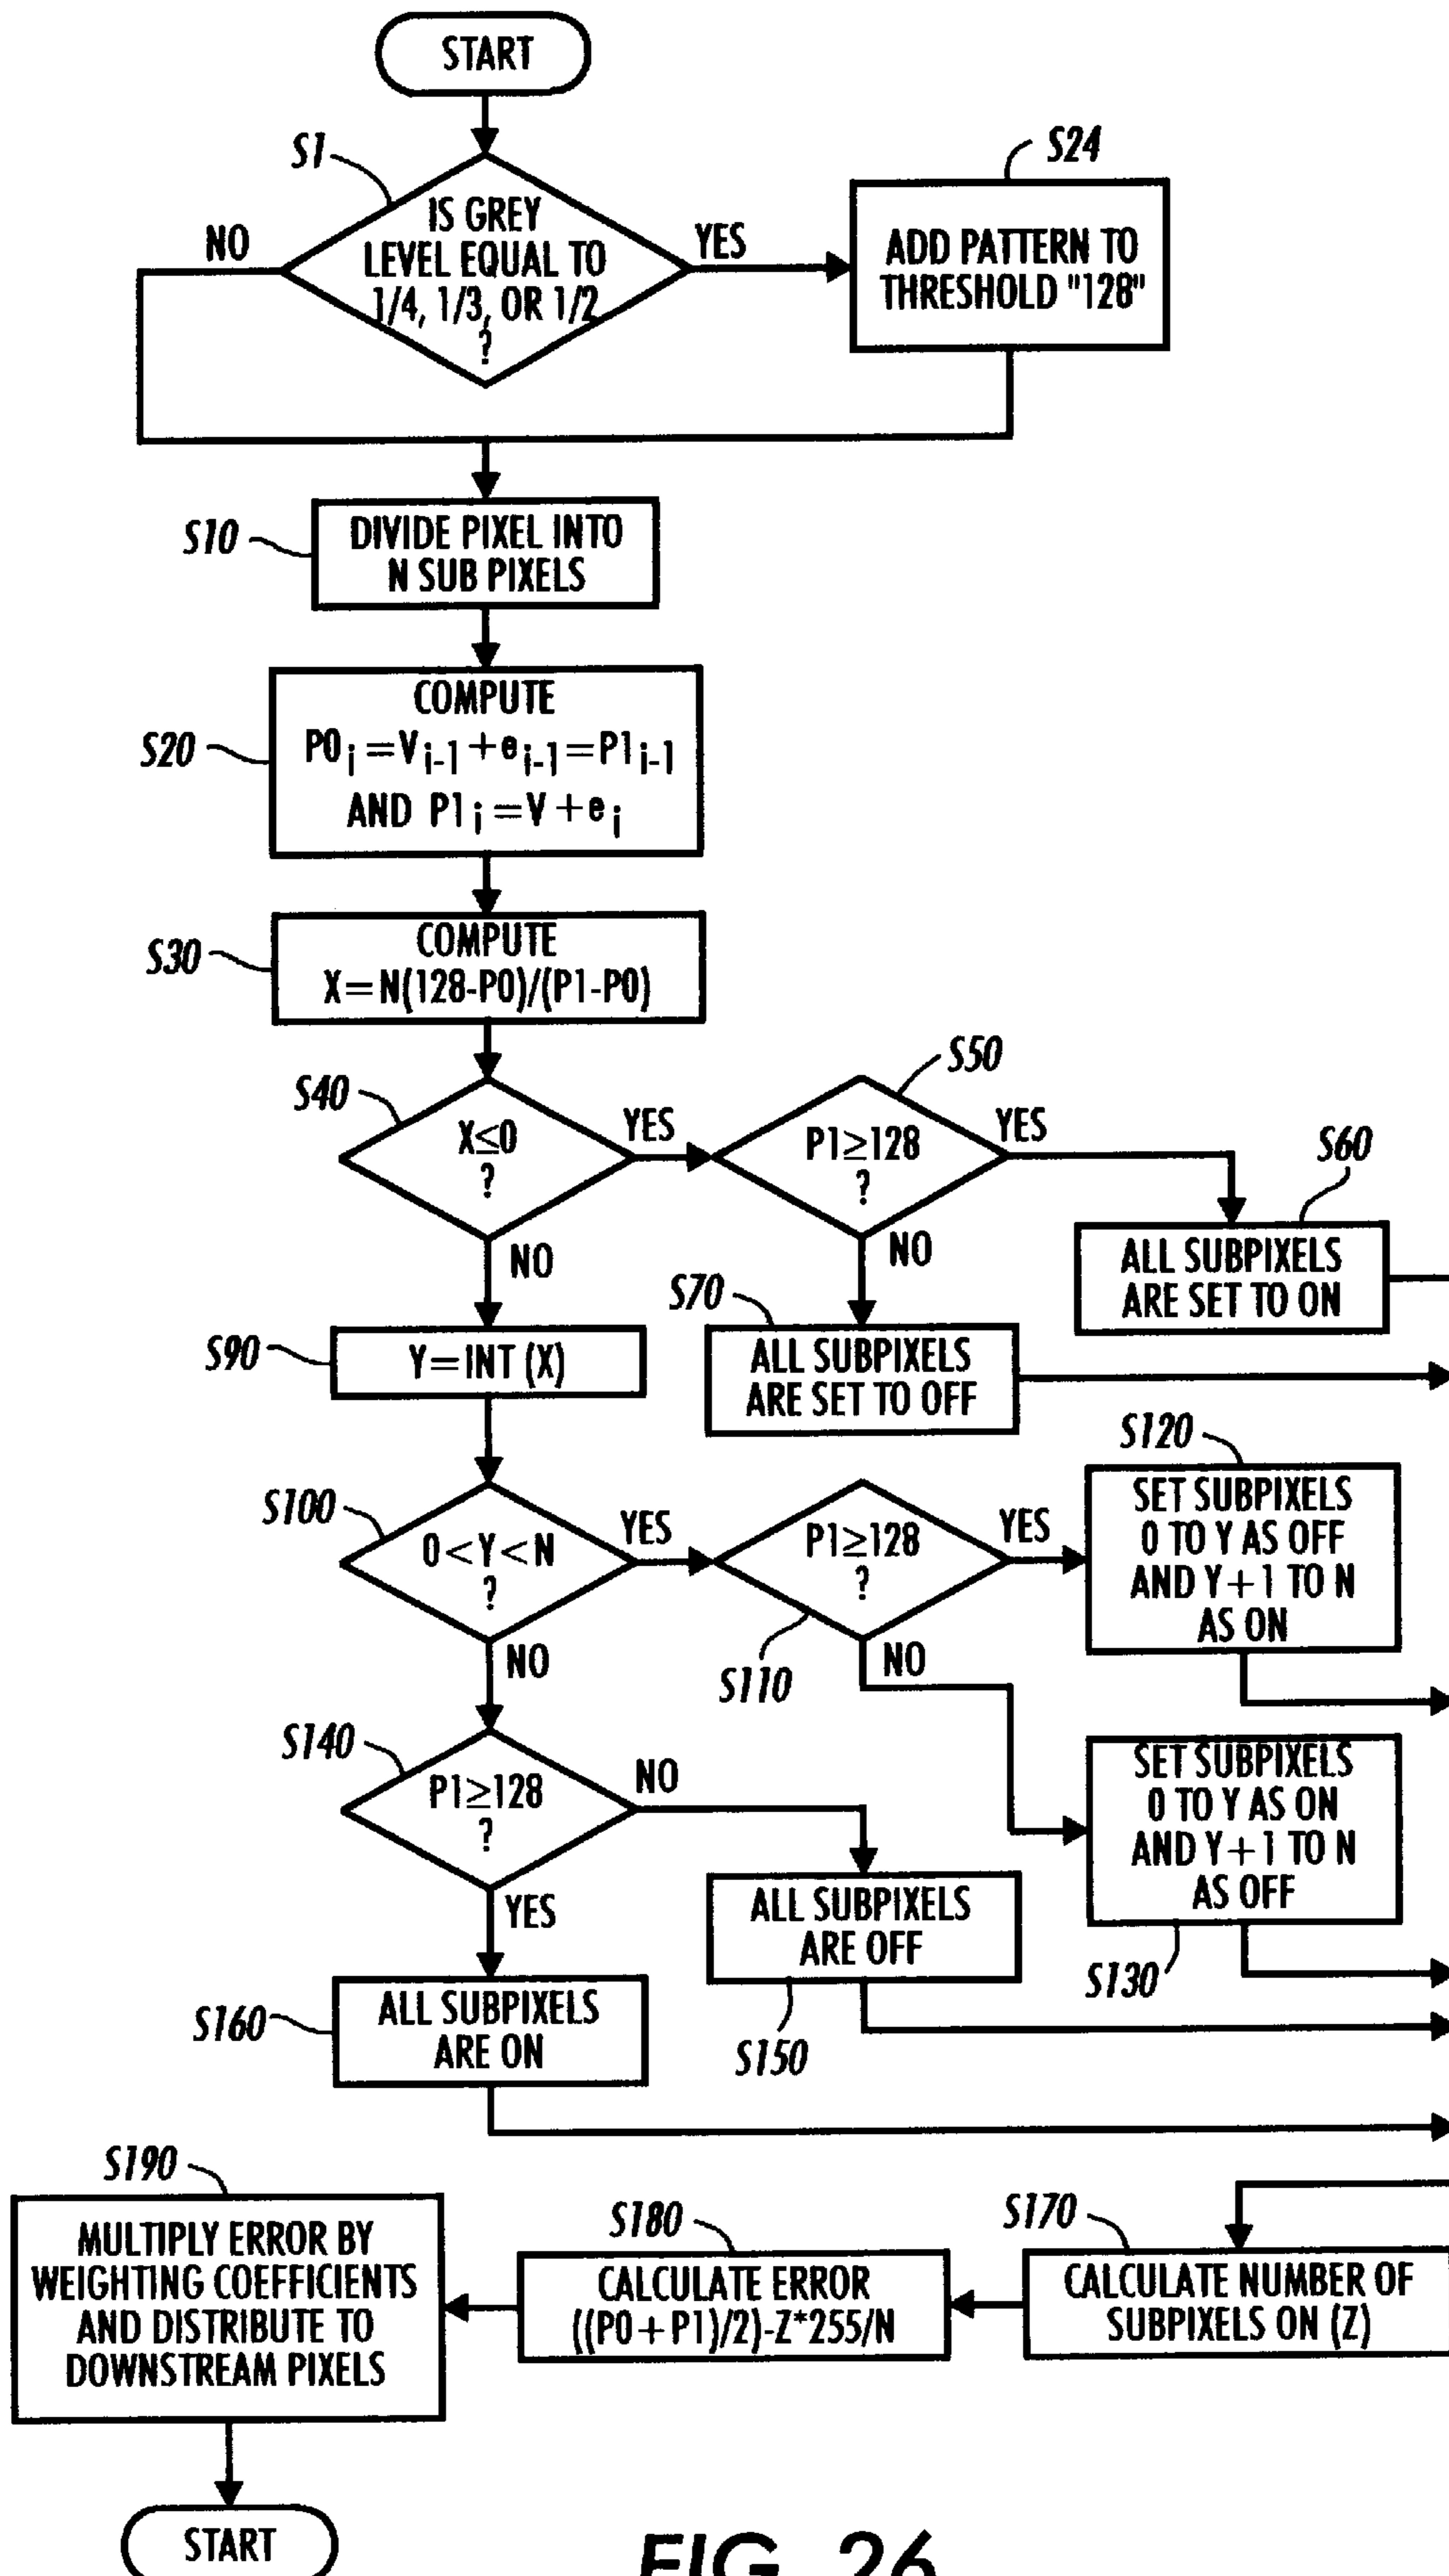 START
S1
IS GREY
LEVEL EQUAL TO
1/4, 1/3, OR 1/2
?
NO
YES
S24
ADD PATTERN TO
THRESHOLD "128"
S10
DIVIDE PIXEL INTO
N SUB PIXELS
S20
COMPUTE
P0 i = V i-1 + e i-1 = P1 i-1
AND P1 i = V + e i
S30
COMPUTE
X=N(128-P0)/(P1-P0)
S40
X≤0
?
YES
NO
S50
P1≥128
?
YES
NO
S60
ALL SUBPIXELS
ARE SET TO ON
S70
ALL SUBPIXELS
ARE SET TO OFF
S90
Y=INT (X)
S100
0<Y<N
?
YES
NO
P1≥128
?
S110
YES
NO
S120
SET SUBPIXELS
0 TO Y AS OFF
AND Y+1 TO N
AS ON
SET SUBPIXELS
0 TO Y AS ON
AND Y+1 TO N
AS OFF
S130
S140
P1≥128
?
NO
YES
ALL SUBPIXELS
ARE OFF
S150
S160
ALL SUBPIXELS
ARE ON
S170
CALCULATE NUMBER OF
SUBPIXELS ON (Z)
S180
CALCULATE ERROR
((P0+P1)/2)-Z*255/N
S190
MULTIPLY ERROR BY
WEIGHTING COEFFICIENTS
AND DISTRIBUTE TO
DOWNSTREAM PIXELS
START
FIG. 26